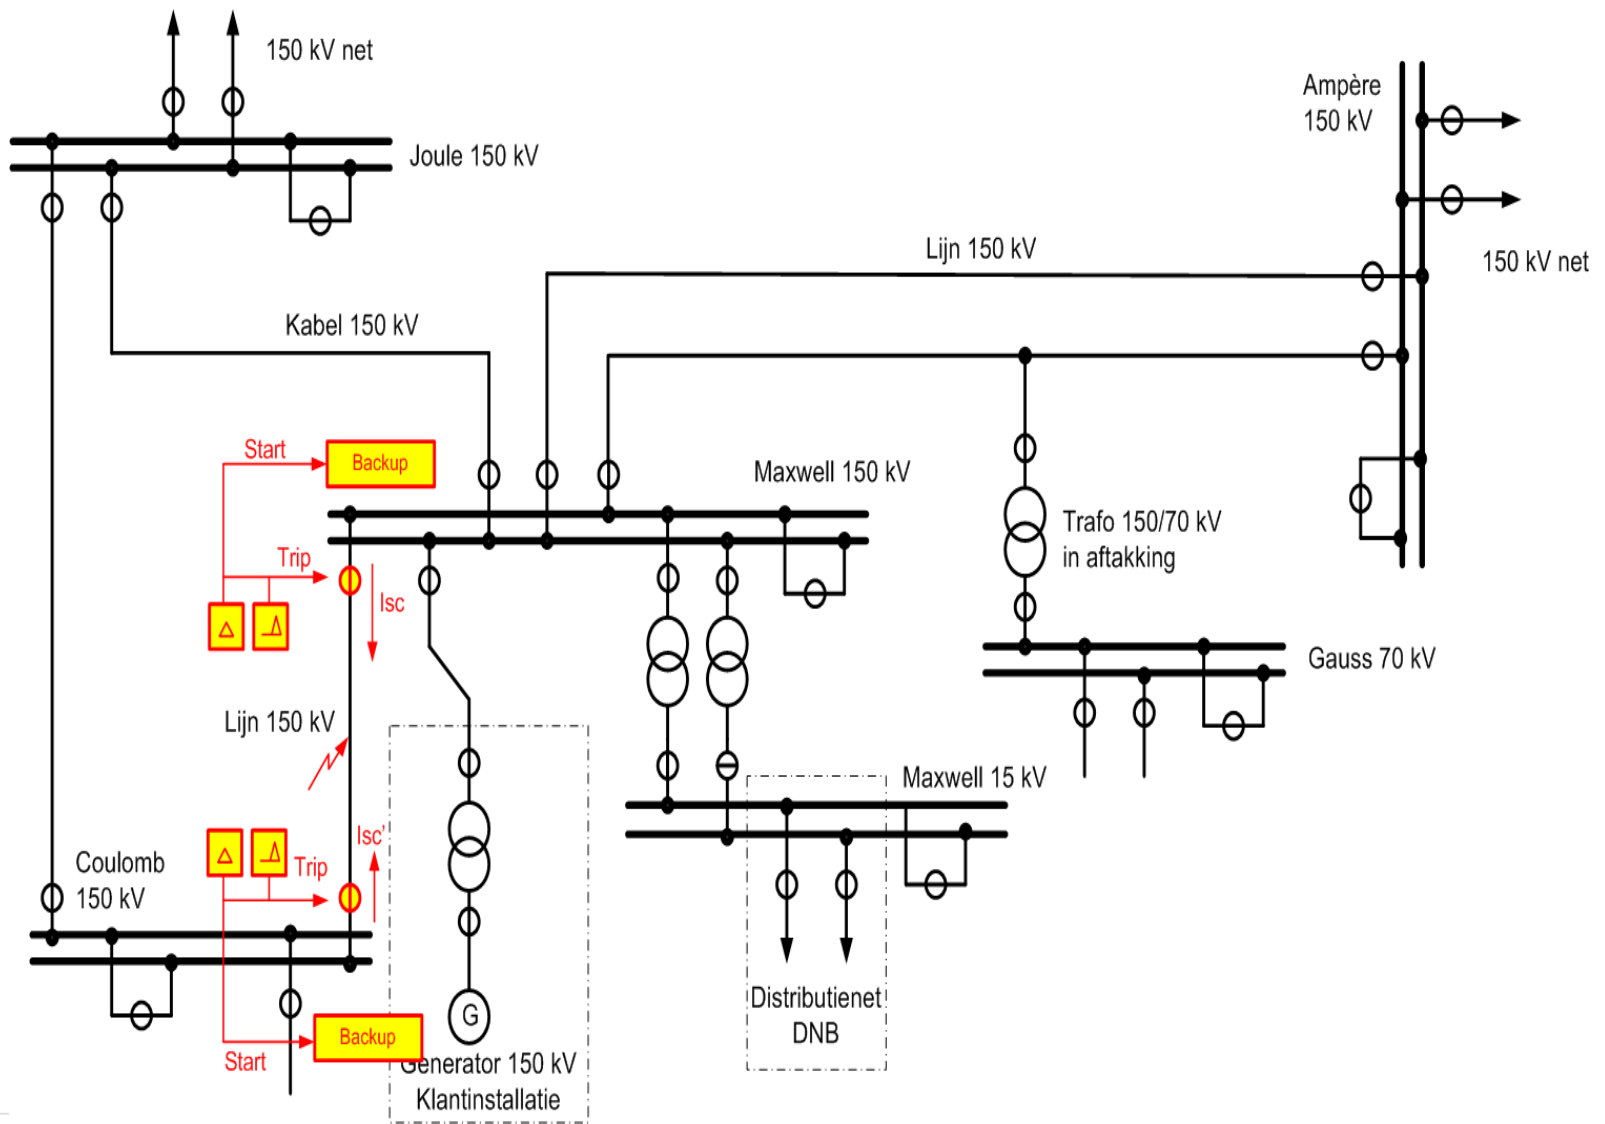 150 kV net
Ampère
150 kV
Joule 150 kV
Lijn 150 kV
150 kV net
Kabel 150 kV
Start
Backup
Maxwell 150 kV
Trafo 150/70 kV
in aftakking
Trip
Isc
Gauss 70 kV
Lijn 150 kV
Maxwell 15 kV
Isc'
Trip
Coulomb
150 kV
Distributienet
DNB
G
Backup
Start
Generator 150 kV
Klantinstallatie